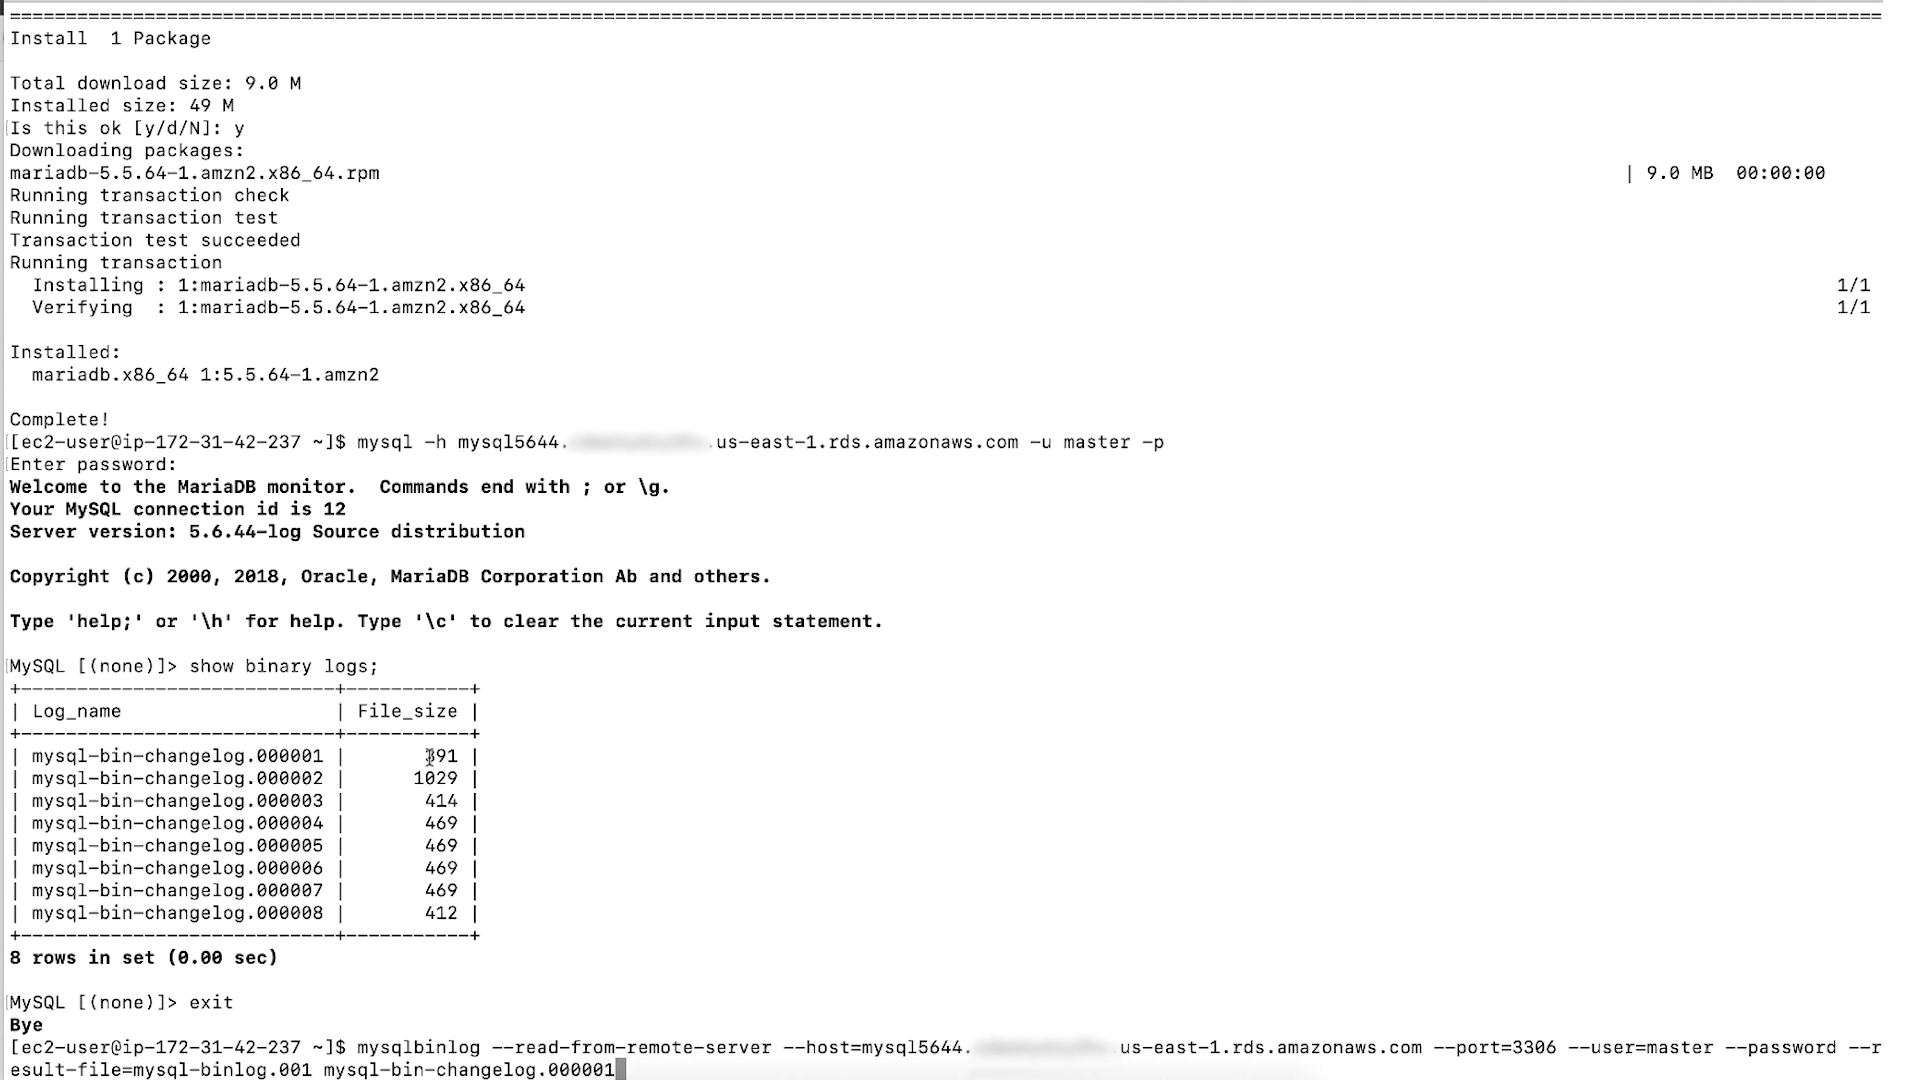 ================================================================================
Install  1 Package
Total download size: 9.0 M
Installed size: 49 M
Is this ok [y/d/N]: y
Downloading packages:
mariadb-5.5.64-1.amzn2.x86_64.rpm | 9.0 MB  00:00:00
Running transaction check
Running transaction test
Transaction test succeeded
Running transaction
  Installing : 1:mariadb-5.5.64-1.amzn2.x86_64 1/1
  Verifying  : 1:mariadb-5.5.64-1.amzn2.x86_64 1/1
Installed:
  mariadb.x86_64 1:5.5.64-1.amzn2
Complete!
[ec2-user@ip-172-31-42-237 ~]$ mysql -h mysql5644. .us-east-1.rds.amazonaws.com -u master -p
Enter password:
Welcome to the MariaDB monitor.  Commands end with ; or \g.
Your MySQL connection id is 12
Server version: 5.6.44-log Source distribution
Copyright (c) 2000, 2018, Oracle, MariaDB Corporation Ab and others.
Type 'help;' or '\h' for help. Type '\c' to clear the current input statement.
MySQL [(none)]> show binary logs;
+----------------------------+-----------+
| Log_name                   | File_size |
+----------------------------+-----------+
| mysql-bin-changelog.000001 | |
| mysql-bin-changelog.000002 |      1029 |
| mysql-bin-changelog.000003 |       414 |
| mysql-bin-changelog.000004 |       469 |
| mysql-bin-changelog.000005 |       469 |
| mysql-bin-changelog.000006 |       469 |
| mysql-bin-changelog.000007 |       469 |
| mysql-bin-changelog.000008 |       412 |
+----------------------------+-----------+
8 rows in set (0.00 sec)
MySQL [(none)]> exit
Bye
[ec2-user@ip-172-31-42-237 ~]$ mysqlbinlog --read-from-remote-server --host=mysql5644. .us-east-1.rds.amazonaws.com --port=3306 --user=master --password --r
esult-file=mysql-binlog.001 mysql-bin-changelog.000001